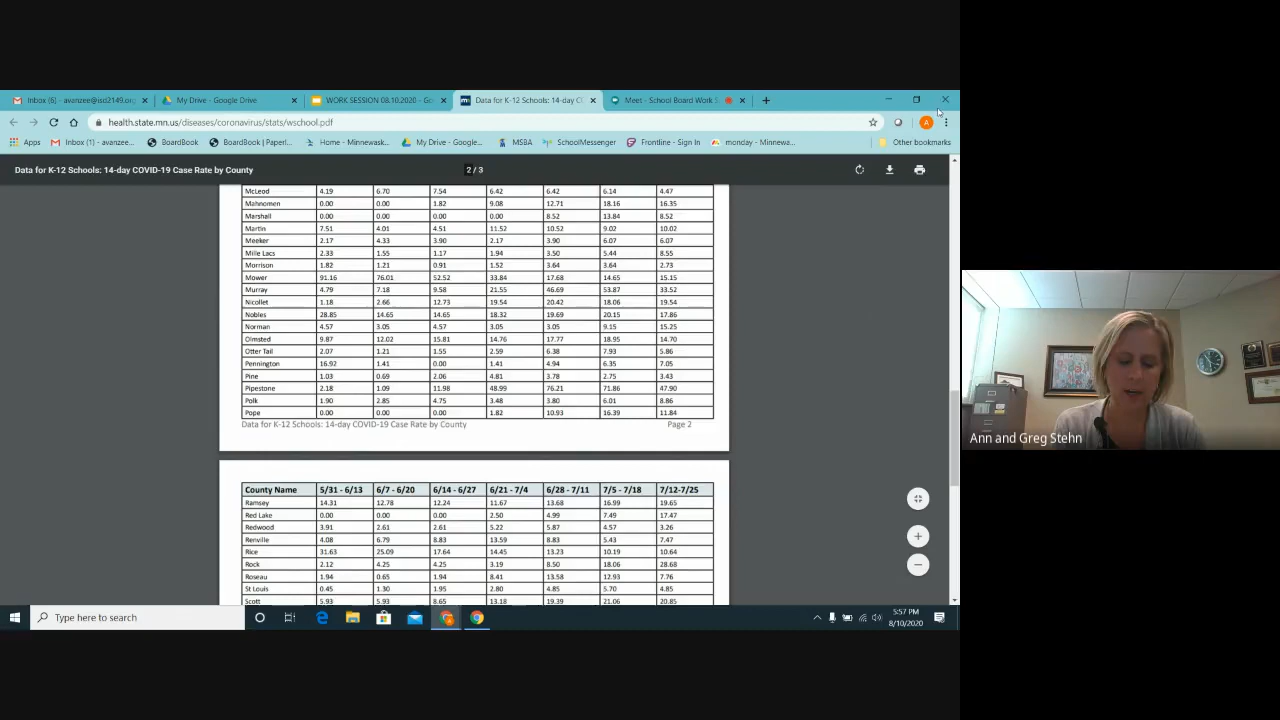 Inbox (6) - avanzee@isd2149.or
My Drive - Google Drive
WORK SESSION 08.10.2020 - Go
Data for K-12 Schools: 14-day C
Meet - School Board Work S
health.state.mn.us/diseases/coronavirus/stats/wschool.pdf
A
Apps
Inbox (1) - avanzee...
BoardBook
BoardBook | Paperl...
Home - Minnewask...
My Drive - Google...
MSBA
SchoolMessenger
Frontline - Sign In
monday - Minnewa...
Other bookmarks
Data for K-12 Schools: 14-day COVID-19 Case Rate by County
2 / 3
McLeod 4.19 6.70 7.54 6.42 6.42 6.14 4.47
Mahnomen 0.00 0.00 1.82 9.08 12.71 18.16 16.35
Marshall 0.00 0.00 0.00 0.00 8.52 13.84 8.52
Martin 7.51 4.01 4.51 11.52 10.52 9.02 10.02
Meeker 2.17 4.33 3.90 2.17 3.90 6.07 6.07
Mille Lacs 2.33 1.55 1.17 1.94 3.50 5.44 8.55
Morrison 1.82 1.21 0.91 1.52 3.64 3.64 2.73
Mower 91.16 76.01 52.52 33.84 17.68 14.65 15.15
Murray 4.79 7.18 9.58 21.55 46.69 53.87 33.52
Nicollet 1.18 2.66 12.73 19.54 20.42 18.06 19.54
Nobles 28.85 14.65 14.65 18.32 19.69 20.15 17.86
Norman 4.57 3.05 4.57 3.05 3.05 9.15 15.25
Olmsted 9.87 12.02 15.81 14.76 17.77 18.95 14.70
Otter Tail 2.07 1.21 1.55 2.59 6.38 7.93 5.86
Pennington 16.92 1.41 0.00 1.41 4.94 6.35 7.05
Pine 1.03 0.69 2.06 4.81 3.78 2.75 3.43
Pipestone 2.18 1.09 11.98 48.99 76.21 71.86 47.90
Polk 1.90 2.85 4.75 3.48 3.80 6.01 8.86
Pope 0.00 0.00 0.00 1.82 10.93 16.39 11.84
Data for K-12 Schools: 14-day COVID-19 Case Rate by County Page 2
County Name 5/31 - 6/13 6/7 - 6/20 6/14 - 6/27 6/21 - 7/4 6/28 - 7/11 7/5 - 7/18 7/12-7/25
Ramsey 14.31 12.78 12.24 11.67 13.68 16.99 19.65
Red Lake 0.00 0.00 0.00 2.50 4.99 7.49 17.47
Redwood 3.91 2.61 2.61 5.22 5.87 4.57 3.26
Renville 4.08 6.79 8.83 13.59 8.83 5.43 7.47
Rice 31.63 25.09 17.64 14.45 13.23 10.19 10.64
Rock 2.12 4.25 4.25 3.19 8.50 18.06 28.68
Roseau 1.94 0.65 1.94 8.41 13.58 12.93 7.76
St Louis 0.45 1.30 1.95 2.80 4.85 5.70 4.85
Scott 5.93 5.93 8.65 13.18 19.39 21.06 20.85
Type here to search
5:57 PM
8/10/2020
Ann and Greg Stehn